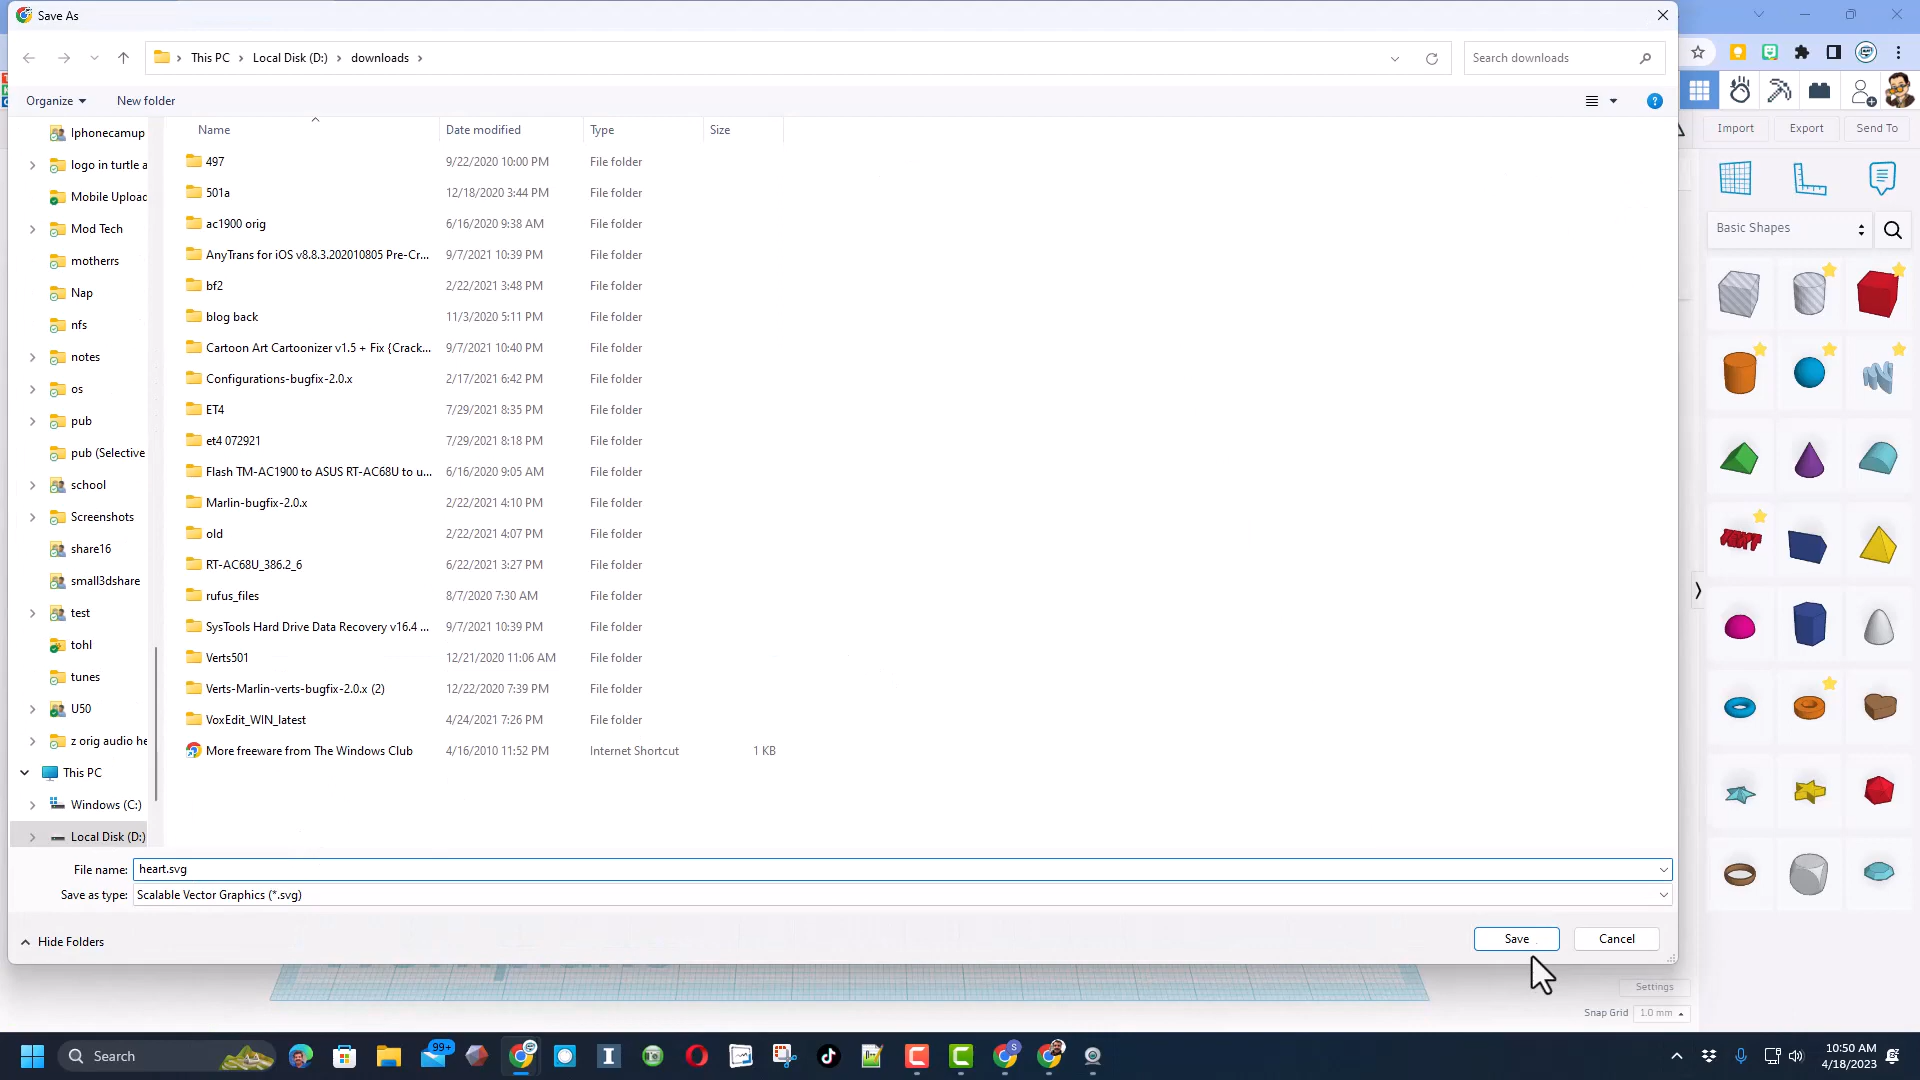 Save As
This PC
Local Disk (D:)
downloads
Search downloads
Organize
New folder
Name
Date modified
Type
Size
Iphonecamup
logo in turtle a
Mobile Upload
Mod Tech
motherrs
Nap
nfs
notes
os
pub
pub (Selective
school
Screenshots
share16
small3dshare
test
tohl
tunes
U50
z orig audio he
This PC
Windows (C:)
Local Disk (D:)
497 9/22/2020 10:00 PM File folder
501a 12/18/2020 3:44 PM File folder
ac1900 orig 6/16/2020 9:38 AM File folder
AnyTrans for iOS v8.8.3.202010805 Pre-Cr... 9/7/2021 10:39 PM File folder
bf2 2/22/2021 3:48 PM File folder
blog back 11/3/2020 5:11 PM File folder
Cartoon Art Cartoonizer v1.5 + Fix {Crack... 9/7/2021 10:40 PM File folder
Configurations-bugfix-2.0.x 2/17/2021 6:42 PM File folder
ET4 7/29/2021 8:35 PM File folder
et4 072921 7/29/2021 8:18 PM File folder
Flash TM-AC1900 to ASUS RT-AC68U to u... 6/16/2020 9:05 AM File folder
Marlin-bugfix-2.0.x 2/22/2021 4:10 PM File folder
old 2/22/2021 4:07 PM File folder
RT-AC68U_386.2_6 6/22/2021 3:27 PM File folder
rufus_files 8/7/2020 7:30 AM File folder
SysTools Hard Drive Data Recovery v16.4 ... 9/7/2021 10:39 PM File folder
Verts501 12/21/2020 11:06 AM File folder
Verts-Marlin-verts-bugfix-2.0.x (2) 12/22/2020 7:39 PM File folder
VoxEdit_WIN_latest 4/24/2021 7:26 PM File folder
More freeware from The Windows Club 4/16/2010 11:52 PM Internet Shortcut 1 KB
File name: heart.svg
Save as type: Scalable Vector Graphics (*.svg)
Hide Folders
Save
Cancel
Import
Export
Send To
Basic Shapes
TEXT
Settings
Snap Grid 1.0 mm
Search
99+
S
10:50 AM
4/18/2023